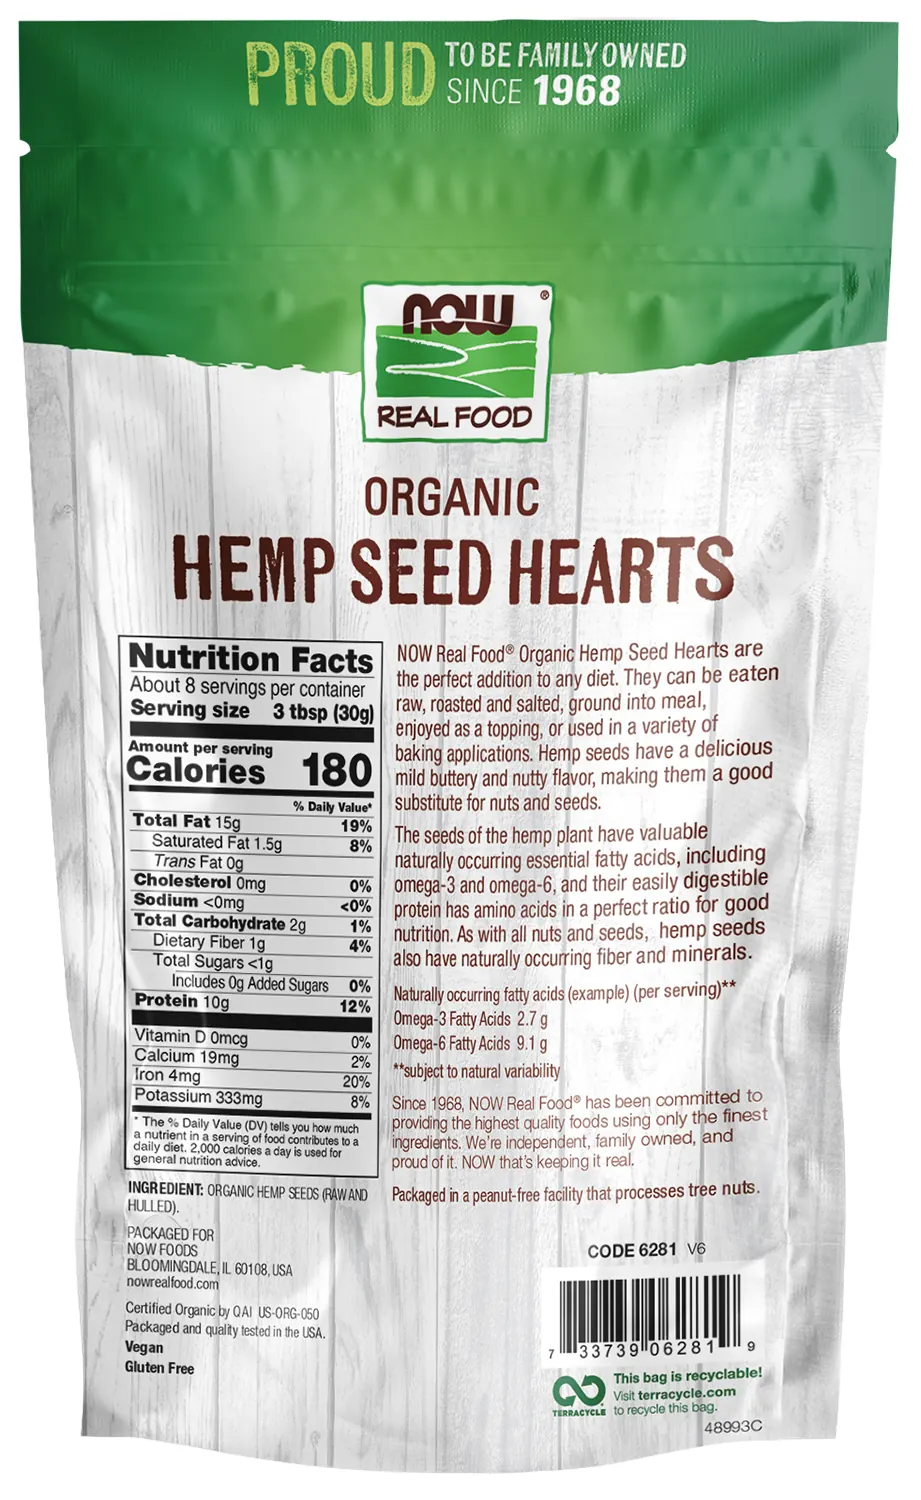 PROUD TO BE FAMILY OWNED
SINCE 1968
NOW ®
REAL FOOD
ORGANIC
HEMP SEED HEARTS
Nutrition Facts
About 8 servings per container
Serving size 3 tbsp (30g)
Amount per serving
Calories 180
% Daily Value*
Total Fat 15g 19%
Saturated Fat 1.5g 8%
Trans Fat 0g
Cholesterol 0mg 0%
Sodium <0mg <0%
Total Carbohydrate 2g 1%
Dietary Fiber 1g 4%
Total Sugars <1g
Includes 0g Added Sugars 0%
Protein 10g 12%
Vitamin D 0mcg 0%
Calcium 19mg 2%
Iron 4mg 20%
Potassium 333mg 8%
* The % Daily Value (DV) tells you how much
a nutrient in a serving of food contributes to a
daily diet. 2,000 calories a day is used for
general nutrition advice.
INGREDIENT: ORGANIC HEMP SEEDS (RAW AND
HULLED).
PACKAGED FOR
NOW FOODS
BLOOMINGDALE, IL 60108, USA
nowrealfood.com
Certified Organic by QAI US-ORG-050
Packaged and quality tested in the USA.
Vegan
Gluten Free
NOW Real Food® Organic Hemp Seed Hearts are
the perfect addition to any diet. They can be eaten
raw, roasted and salted, ground into meal,
enjoyed as a topping, or used in a variety of
baking applications. Hemp seeds have a delicious
mild buttery and nutty flavor, making them a good
substitute for nuts and seeds.
The seeds of the hemp plant have valuable
naturally occurring essential fatty acids, including
omega-3 and omega-6, and their easily digestible
protein has amino acids in a perfect ratio for good
nutrition. As with all nuts and seeds, hemp seeds
also have naturally occurring fiber and minerals.
Naturally occurring fatty acids (example) (per serving)**
Omega-3 Fatty Acids 2.7 g
Omega-6 Fatty Acids 9.1 g
**subject to natural variability
Since 1968, NOW Real Food® has been committed to
providing the highest quality foods using only the finest
ingredients. We're independent, family owned, and
proud of it. NOW that's keeping it real.
Packaged in a peanut-free facility that processes tree nuts.
CODE 6281 V6
7 33739 06281 9
TERRACYCLE
This bag is recyclable!
Visit terracycle.com
to recycle this bag.
48993C